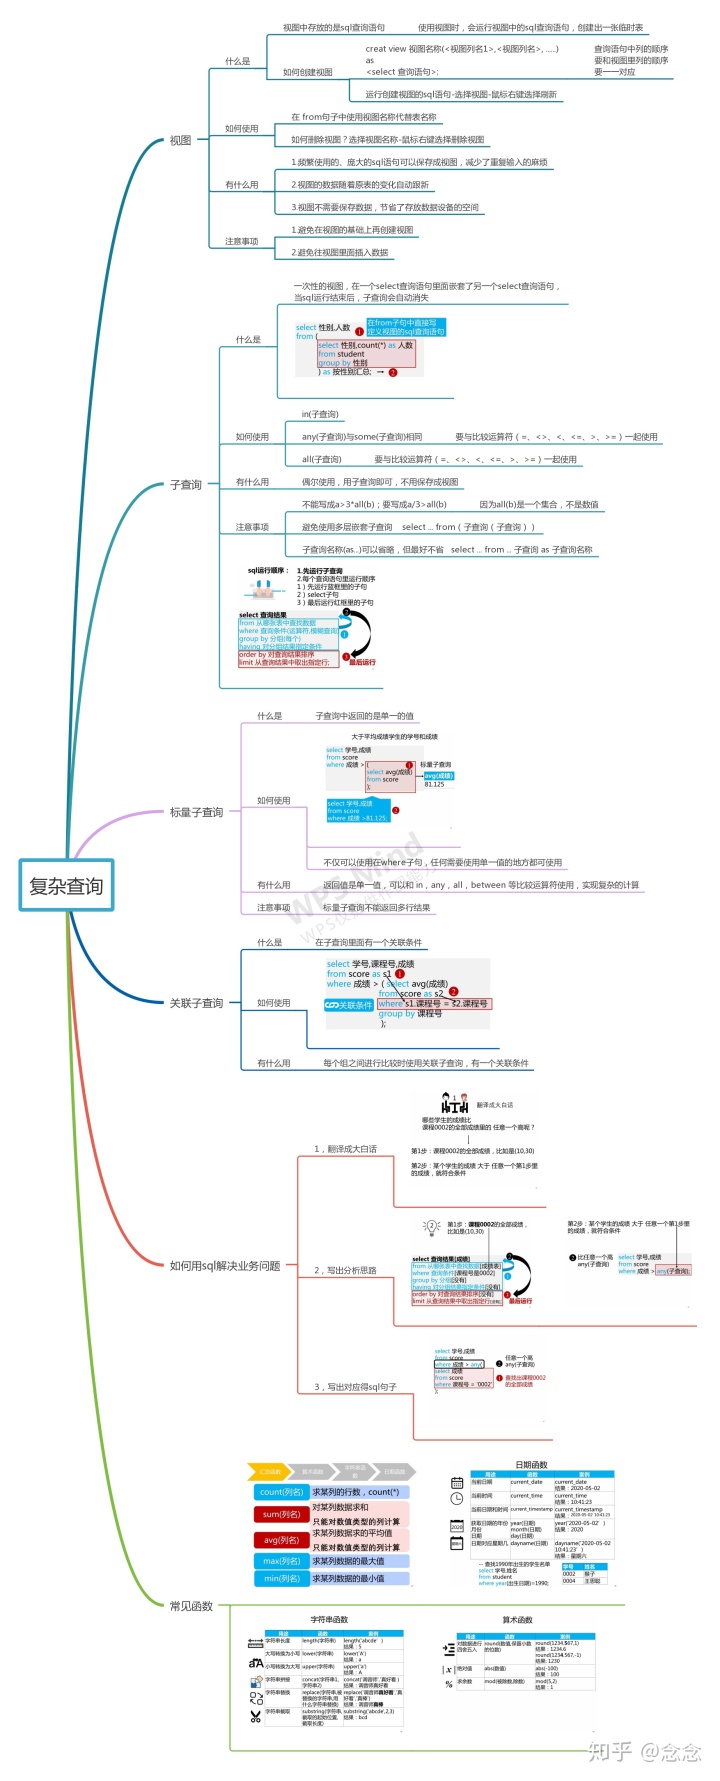 复杂查询
视图
什么是
视图中存放的是sql查询语句
使用视图时，会运行视图中的sql查询语句，创建出一张临时表
如何创建视图
creat view 视图名称(<视图列名1>,<视图列名>, .....)
as
<select 查询语句>;
查询语句中列的顺序
要和视图里列的顺序
要一一对应
运行创建视图的sql语句-选择视图-鼠标右键选择刷新
如何使用
在 from句子中使用视图名称代替表名称
如何删除视图？选择视图名称-鼠标右键选择删除视图
有什么用
1.频繁使用的、庞大的sql语句可以保存成视图，减少了重复输入的麻烦
2.视图的数据随着原表的变化自动跟新
3.视图不需要保存数据，节省了存放数据设备的空间
注意事项
1.避免在视图的基础上再创建视图
2.避免往视图里面插入数据
子查询
什么是
一次性的视图，在一个select查询语句里面嵌套了另一个select查询语句，
当sql运行结束后，子查询会自动消失
select 性别,人数
from (
1
在from子句中直接写
定义视图的sql查询语句
select 性别,count(*) as 人数
from student
group by 性别
) as 按性别汇总; → 2
如何使用
in(子查询)
any(子查询)与some(子查询)相同
要与比较运算符（=、<>、<、<=、>、>=）一起使用
all(子查询)
要与比较运算符（=、<>、<、<=、>、>=）一起使用
有什么用
偶尔使用，用子查询即可，不用保存成视图
注意事项
不能写成a>3*all(b)；要写成a/3>all(b)
因为all(b)是一个集合，不是数值
避免使用多层嵌套子查询
select ... from（子查询（子查询））
子查询名称(as..)可以省略，但最好不省
select ... from ... 子查询 as 子查询名称
sql运行顺序：
1.先运行子查询
2.每个查询语句里运行顺序
1）先运行蓝框里的子句
2）select子句
3）最后运行红框里的子句
select 查询结果
from 从哪张表中查找数据
where 查询条件(运算符,模糊查询)
group by 分组(每个)
having 对分组结果指定条件
order by 对查询结果排序
limit 从查询结果中取出指定行;
2
1
3
最后运行
标量子查询
什么是
子查询中返回的是单一的值
如何使用
大于平均成绩学生的学号和成绩
select 学号,成绩
from score
where 成绩 > (
1
select avg(成绩)
from score
);
标量子查询
avg(成绩)
81.125
select 学号,成绩
from score
where 成绩 >81.125;
2
不仅可以使用在where子句，任何需要使用单一值的地方都可使用
有什么用
返回值是单一值，可以和 in，any，all，between 等比较运算符使用，实现复杂的计算
注意事项
标量子查询不能返回多行结果
WPS Mind
关联子查询
什么是
在子查询里面有一个关联条件
如何使用
select 学号,课程号,成绩
from score as s1 1
where 成绩 > ( select avg(成绩)
from score as s2 2
关联条件
where s1.课程号 = s2.课程号
group by 课程号
);
有什么用
每个组之间进行比较时使用关联子查询，有一个关联条件
如何用sql解决业务问题
1，翻译成大白话
1
翻译成大白话
哪些学生的成绩比
课程0002的全部成绩里的 任意一个高呢？
第1步：课程0002的全部成绩，比如是(10,30)
第2步：某个学生的成绩 大于 任意一个第1步里
的成绩，就符合条件
2，写出分析思路
2
第1步：课程0002的全部成绩，
比如是(10,30)
select 查询结果[成绩]
from 从哪张表中查找数据[成绩表]
where 查询条件[课程号是0002]
group by 分组[没有]
having 对分组结果指定条件[没有]
order by 对查询结果排序[没有]
limit 从查询结果中取出指定行[没有];
2
1
3
最后运行
第2步：某个学生的成绩 大于 任意一个第1步里
的成绩，就符合条件
2 比任意一个高
any(子查询)
select 学号,成绩
from score
where 成绩 > any(子查询);
3，写出对应得sql句子
select 学号,成绩
from score
where 成绩 > any(
select 成绩
from score
where 课程号 = '0002'
);
2
任意一个高
any(子查询)
1 查找出课程0002
的全部成绩
常见函数
汇总函数
算术函数
字符串函数
日期函数
count(列名)
求某列的行数，count(*)
sum(列名)
对某列数据求和
只能对数值类型的列计算
avg(列名)
求某列数据求的平均值
只能对数值类型的列计算
max(列名)
求某列数据的最大值
min(列名)
求某列数据的最小值
日期函数
用途 函数 案例
当前日期 current_date current_date
结果：2020-05-02
当前时间 current_time current_time
结果：10:41:23
当前日期和时间 current_timestamp current_timestamp
结果：2020-05-02 10:41:23
获取日期的年份 year(日期) year('2020-05-02')
月份 month(日期) 结果：2020
日 day(日期)
日期对应星期几 dayname(日期) dayname('2020-05-02
10:41:23')
结果：星期六
2020
-- 查找1990年出生的学生名单
select 学号,姓名
from student
where year(出生日期)=1990;
学号 姓名
0002 猴子
0004 王思聪
字符串函数
用途 函数 案例
字符串长度 length(字符串) length('abcde')
结果：5
大写转换为小写 lower(字符串) lower('A')
结果：a
小写转换为大写 upper(字符串) upper('a')
结果：A
字符串拼接 concat(字符串1,
字符串2)
字符串替换 replace(字符串,被
替换的字符串,用
什么字符串替换)
字符串截取 substring(字符串,
截取的起始位置,
截取长度)
substring('abcde',2,3)
结果：bcd
算术函数
用途 函数 案例
对数据进行
四舍五入
round(数值,保留小数
的位数)
round(1234.567,1)
结果：1234.6
round(1234.567,-1)
结果：1230
|x|
绝对值 abs(数值) abs(-100)
结果：100
%
求余数 mod(被除数,除数) mod(5,2)
结果：1
知乎 @念念